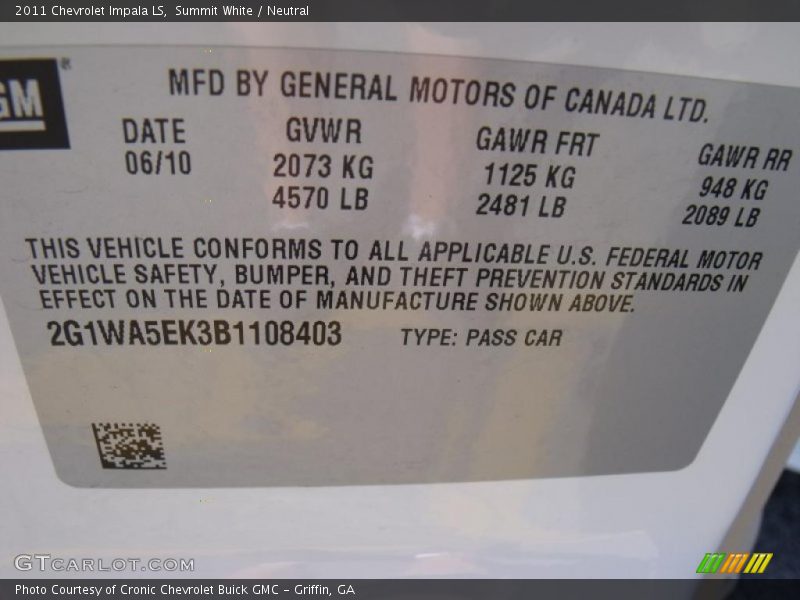 2011 Chevrolet Impala LS, Summit White / Neutral
GM®
MFD BY GENERAL MOTORS OF CANADA LTD.
DATE GVWR GAWR FRT GAWR RR
06/10 2073 KG 1125 KG 948 KG
4570 LB 2481 LB 2089 LB
THIS VEHICLE CONFORMS TO ALL APPLICABLE U.S. FEDERAL MOTOR
VEHICLE SAFETY, BUMPER, AND THEFT PREVENTION STANDARDS IN
EFFECT ON THE DATE OF MANUFACTURE SHOWN ABOVE.
2G1WA5EK3B1108403 TYPE: PASS CAR
GTCARLOT.COM
Photo Courtesy of Cronic Chevrolet Buick GMC - Griffin, GA